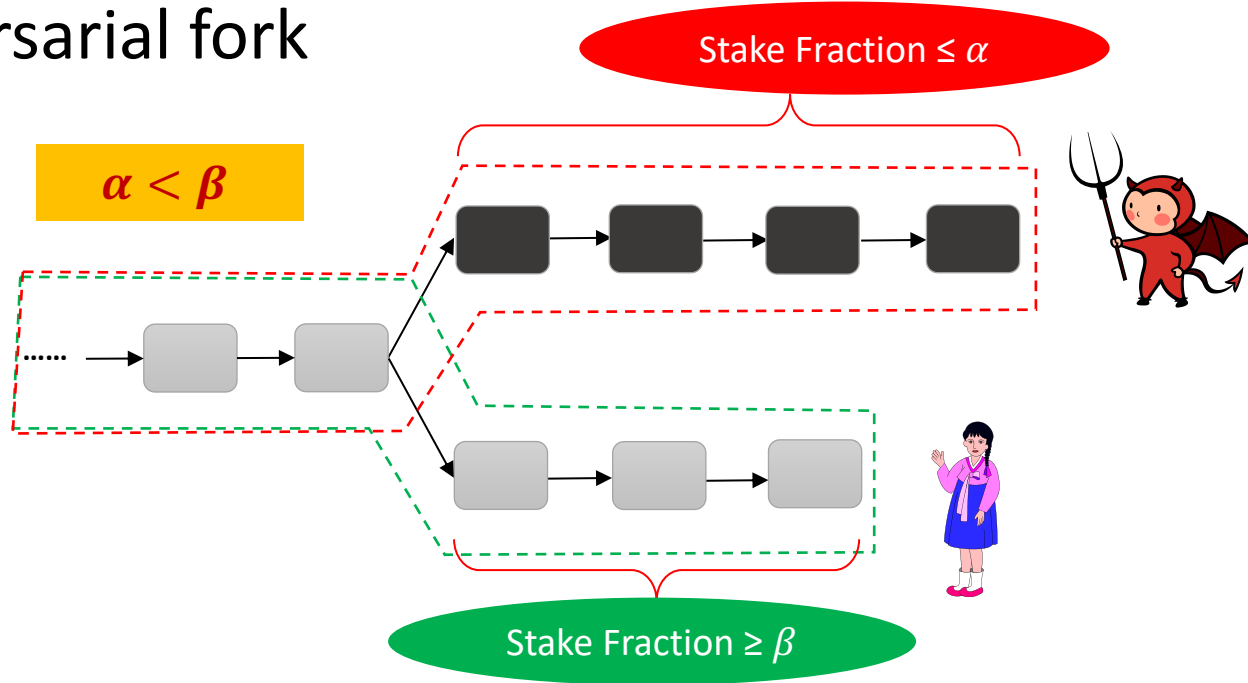 rsarial fork
Stake Fraction ≤ α
α < β
......
Stake Fraction ≥ β